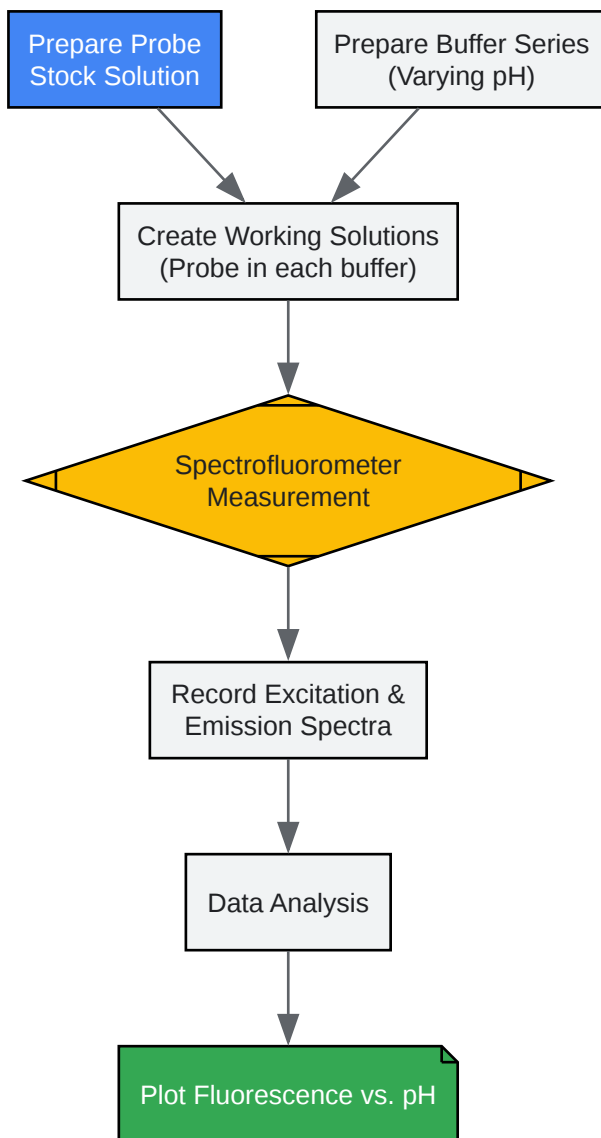 Prepare Probe
Stock Solution
Prepare Buffer Series
(Varying pH)
Create Working Solutions
(Probe in each buffer)
Spectrofluorometer
Measurement
Record Excitation &
Emission Spectra
Data Analysis
Plot Fluorescence vs. pH